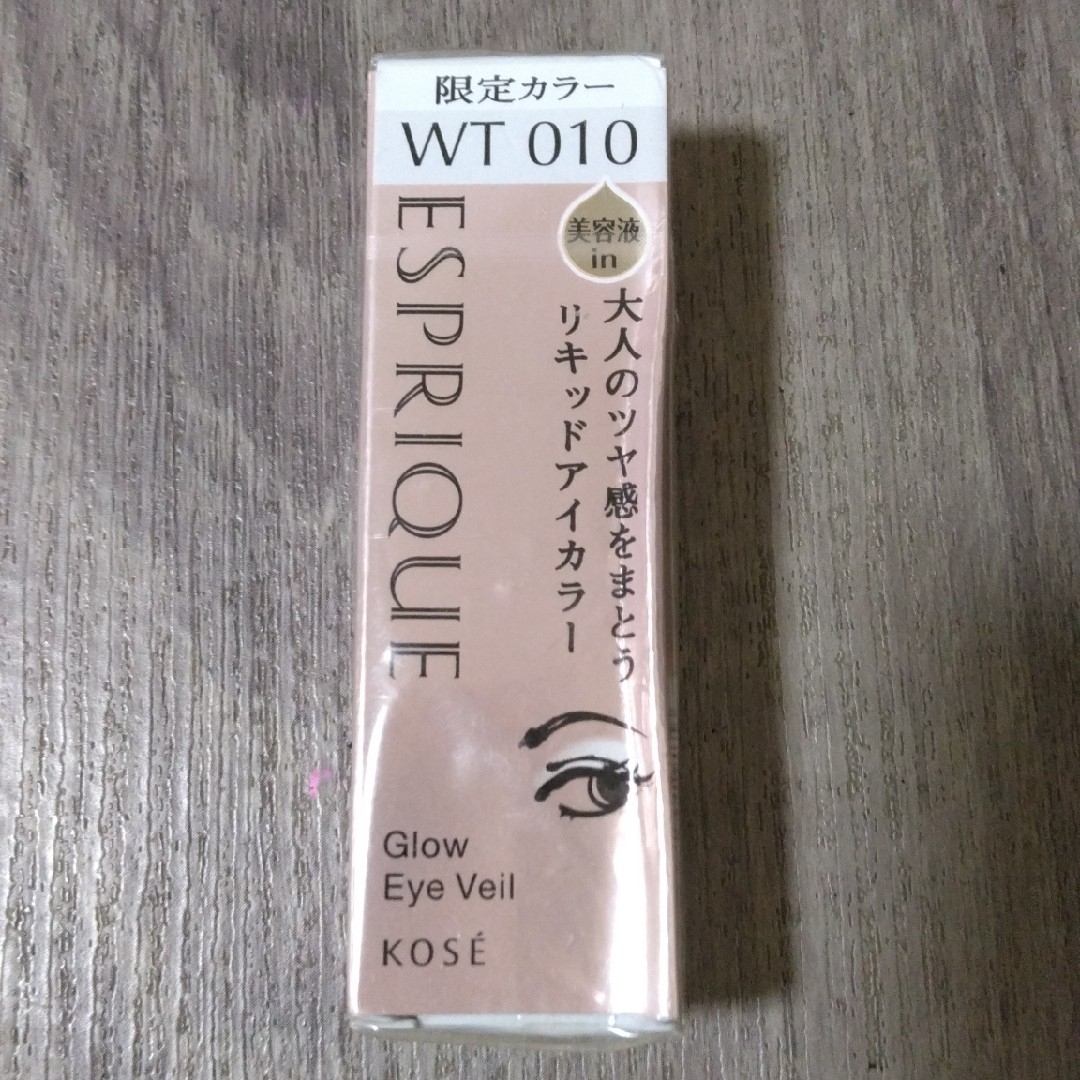 限定カラー
WT 010
ESPRIQUE
美容液
in
大人のツヤ感をまとう
リキッドアイカラー
Glow
Eye Veil
KOSÉ